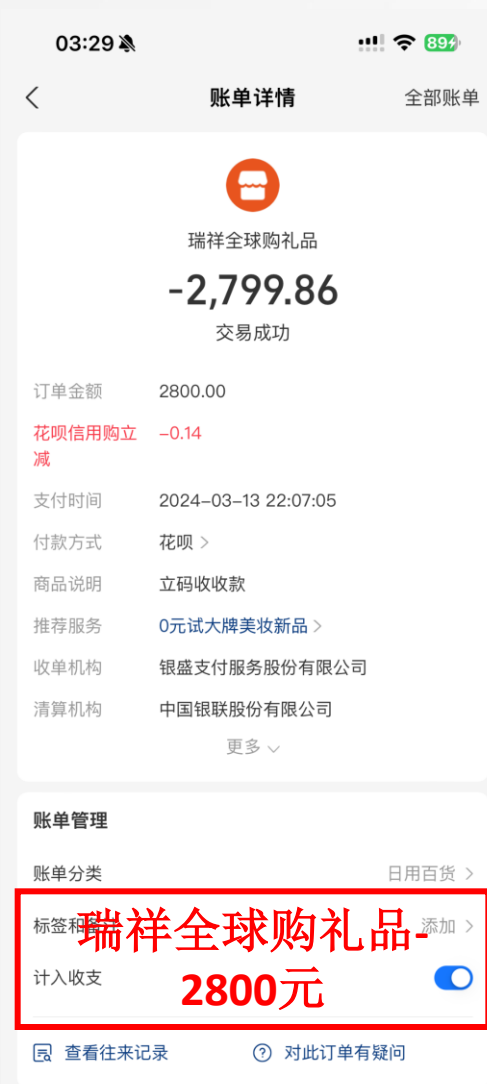 03:29
89
账单详情
全部账单
瑞祥全球购礼品
-2,799.86
交易成功
订单金额 2800.00
花呗信用购立减 -0.14
支付时间 2024-03-13 22:07:05
付款方式 花呗 >
商品说明 立码收收款
推荐服务 0元试大牌美妆新品 >
收单机构 银盛支付服务股份有限公司
清算机构 中国银联股份有限公司
更多
账单管理
账单分类 日用百货 >
标签和备注 添加 >
瑞祥全球购礼品-
2800元
计入收支
查看往来记录
对此订单有疑问